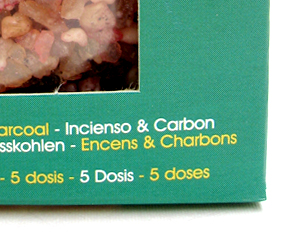 arcoal - Incienso & Carbon
sskohlen - Encens & Charbons
- 5 dosis - 5 Dosis - 5 doses